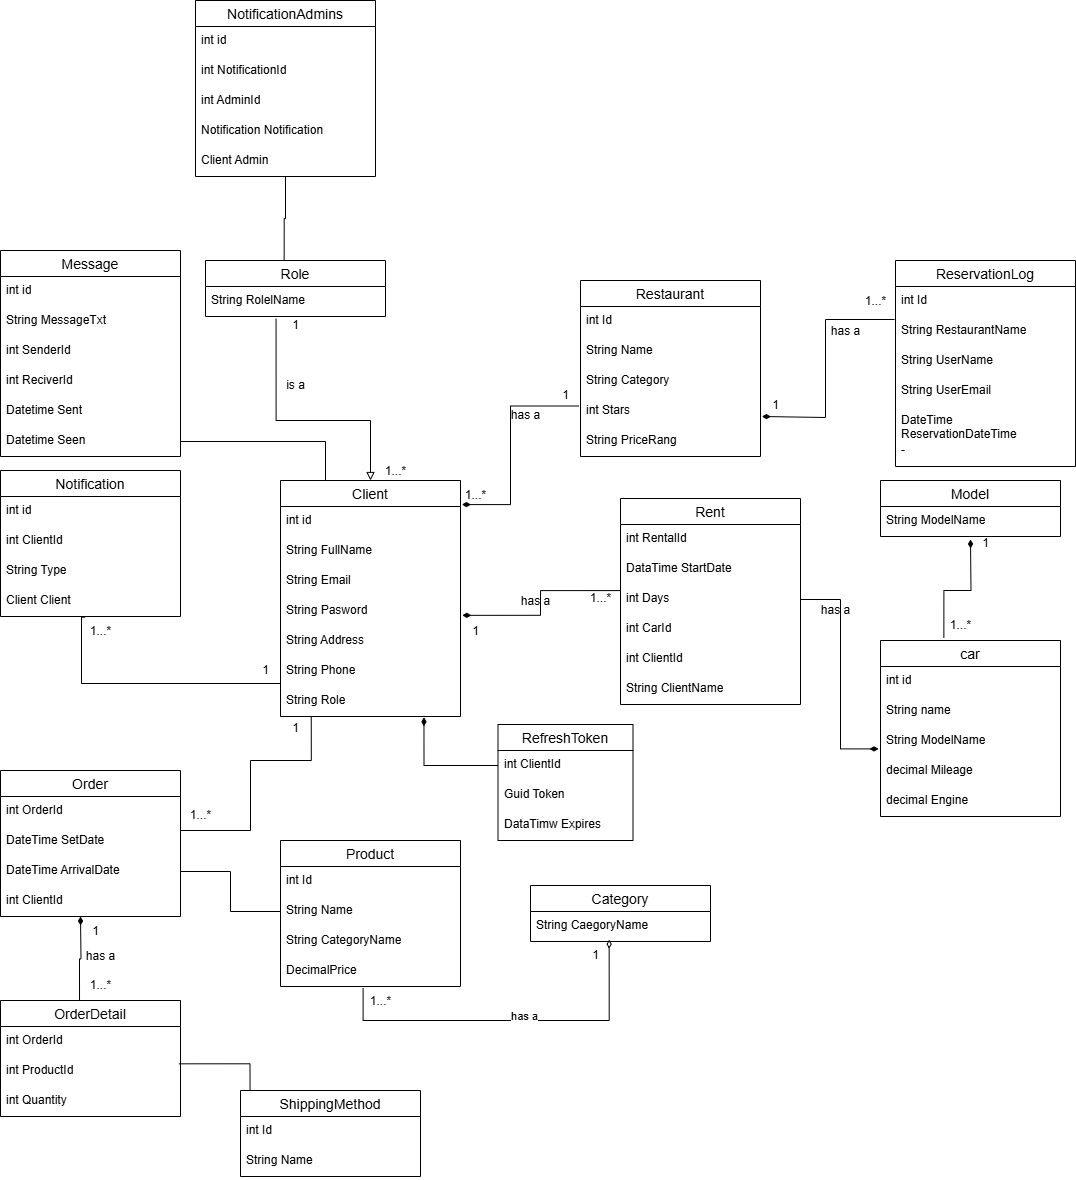 NotificationAdmins
int id
int NotificationId
int AdminId
Notification Notification
Client Admin
Message
int id
String MessageTxt
int SenderId
int ReciverId
Datetime Sent
Datetime Seen
Role
String RolelName
1
is a
1...*
Restaurant
int Id
String Name
String Category
int Stars
String PriceRang
1
has a
1...*
1
has a
1...*
ReservationLog
int Id
String RestaurantName
String UserName
String UserEmail
DateTime
ReservationDateTime
-
Notification
int id
int ClientId
String Type
Client Client
1...*
1
Client
int id
String FullName
String Email
String Pasword
String Address
String Phone
String Role
has a
1...*
1
Rent
int RentalId
DataTime StartDate
int Days
int CarId
int ClientId
String ClientName
has a
Model
String ModelName
1
1...*
car
int id
String name
String ModelName
decimal Mileage
decimal Engine
RefreshToken
int ClientId
Guid Token
DataTimw Expires
1
1...*
Order
int OrderId
DateTime SetDate
DateTime ArrivalDate
int ClientId
1
has a
1...*
Product
int Id
String Name
String CategoryName
DecimalPrice
1...*
has a
1
Category
String CaegoryName
OrderDetail
int OrderId
int ProductId
int Quantity
ShippingMethod
int Id
String Name